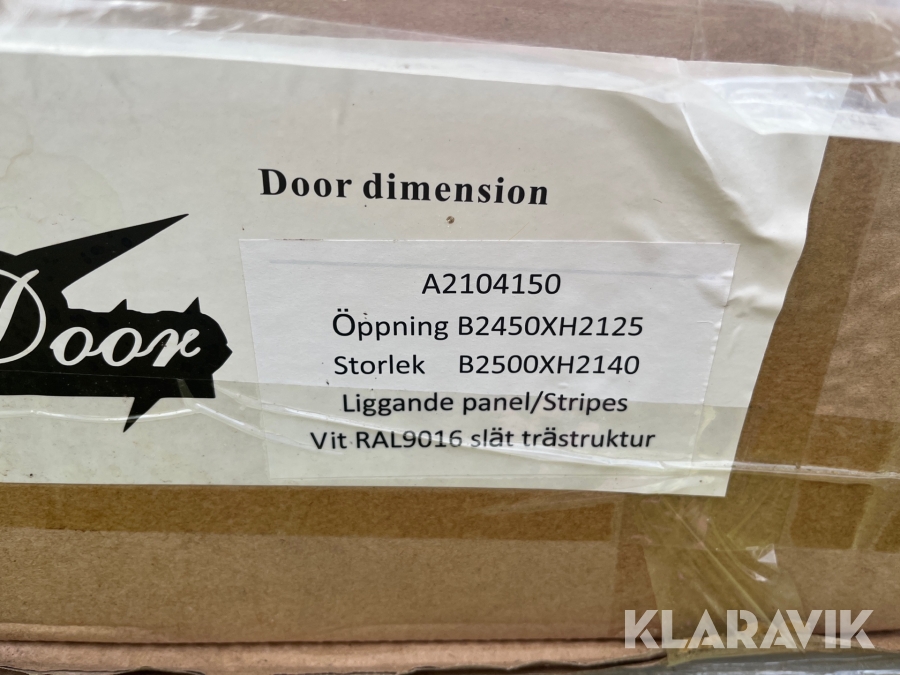 Door dimension
Door
A2104150
Öppning B2450XH2125
Storlek B2500XH2140
Liggande panel/Stripes
Vit RAL9016 slät trästruktur
KLARAVIK